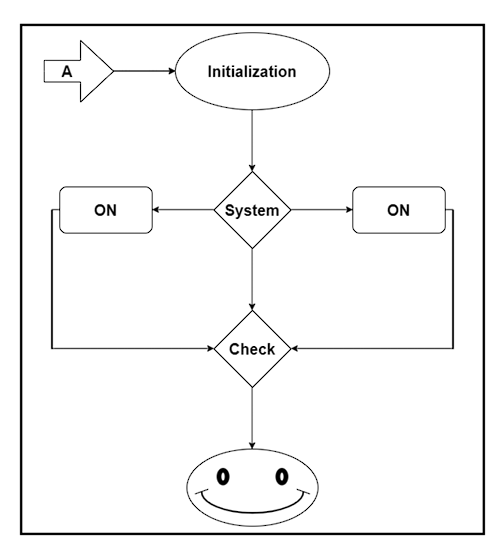 A
Initialization
ON
System
ON
Check